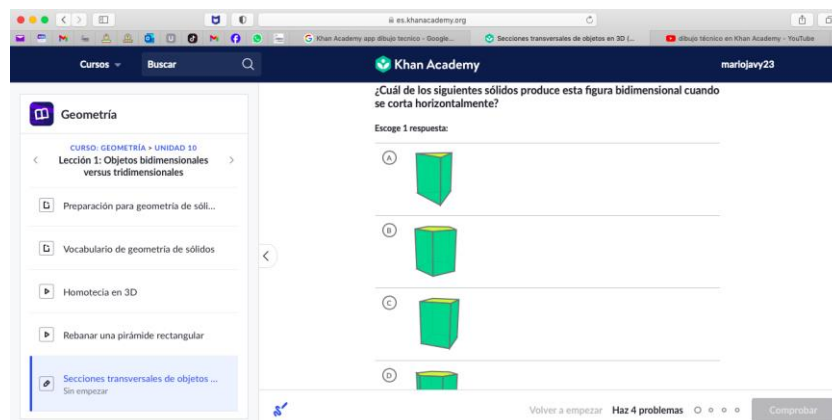 es.khanacademy.org
Khan Academy app dibujo tecnico – Google...
Secciones transversales de objetos en 3D (...
dibujo técnico en Khan Academy – YouTube
Cursos
Buscar
Khan Academy
mariojavy23
Geometría
CURSO: GEOMETRÍA > UNIDAD 10
Lección 1: Objetos bidimensionales
versus tridimensionales
Preparación para geometría de sóli...
Vocabulario de geometría de sólidos
Homotecia en 3D
Rebanar una pirámide rectangular
Secciones transversales de objetos ...
Sin empezar
¿Cuál de los siguientes sólidos produce esta figura bidimensional cuando
se corta horizontalmente?
Escoge 1 respuesta:
A
B
C
D
Volver a empezar
Haz 4 problemas
Comprobar